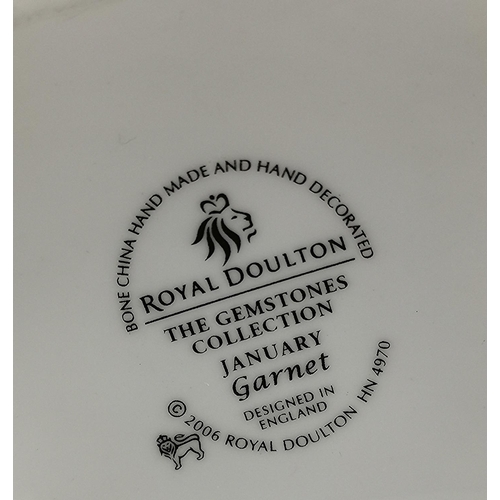 BONE CHINA HAND MADE AND HAND DECORATED
ROYAL DOULTON
THE GEMSTONES
COLLECTION
JANUARY
Garnet
DESIGNED IN
ENGLAND
© 2006 ROYAL DOULTON HN 4970